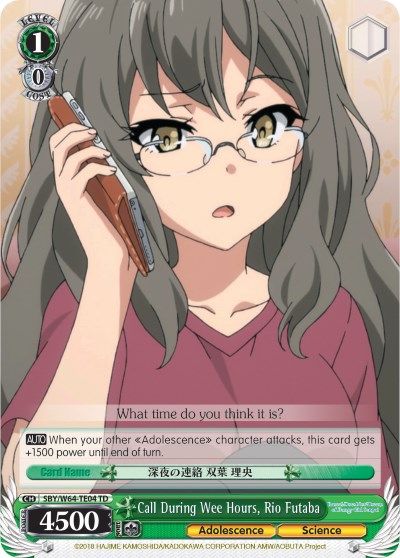 LEVEL
1
0
COST
What time do you think it is?
AUTO When your other «Adolescence» character attacks, this card gets
+1500 power until end of turn.
Card Name
深夜の連絡 双葉 理央
CH SBY/W64-TE04 TD
Call During Wee Hours, Rio Futaba
POWER 4500
Adolescence Science
©2018 HAJIME KAMOSHIDA/KADOKAWA CORPORATION AMW/AOBUTA Project